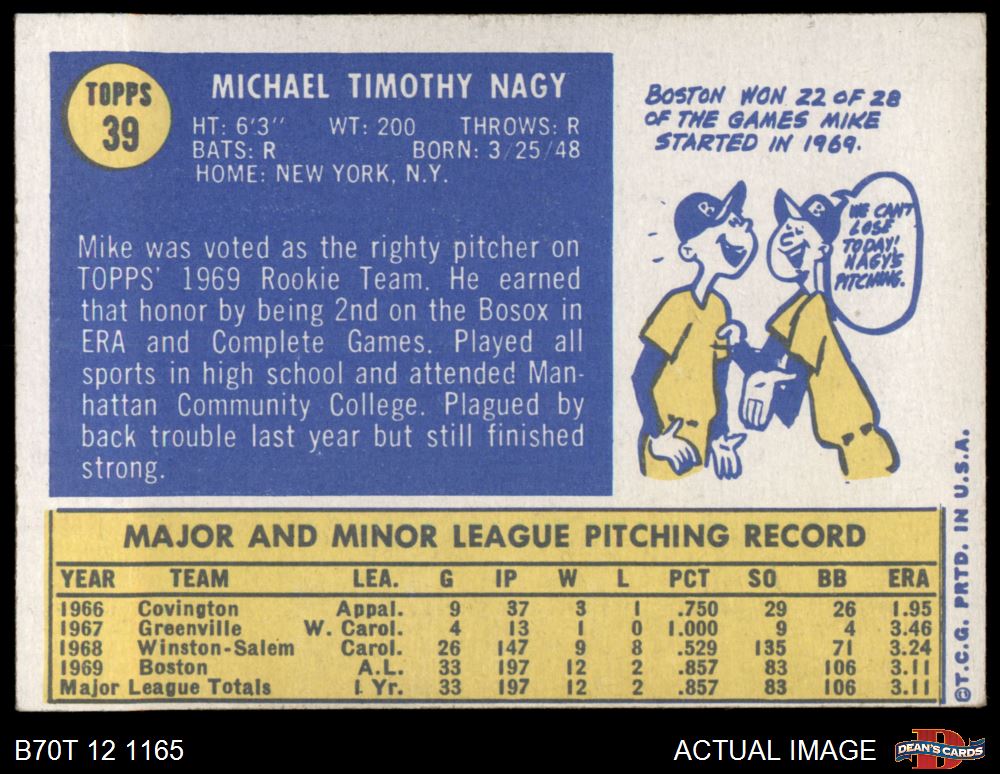 TOPPS
39
MICHAEL TIMOTHY NAGY
HT: 6'3" WT: 200 THROWS: R
BATS: R BORN: 3/25/48
HOME: NEW YORK, N.Y.
Mike was voted as the righty pitcher on
TOPPS' 1969 Rookie Team. He earned
that honor by being 2nd on the Bosox in
ERA and Complete Games. Played all
sports in high school and attended Man-
hattan Community College. Plagued by
back trouble last year but still finished
strong.
BOSTON WON 22 OF 28
OF THE GAMES MIKE
STARTED IN 1969.
B
B
WE CAN'T
LOSE
TODAY!
NAGY'S
PITCHING.
MAJOR AND MINOR LEAGUE PITCHING RECORD
YEAR TEAM LEA. G IP W L PCT SO BB ERA
1966 Covington Appal. 9 37 3 1 .750 29 26 1.95
1967 Greenville W. Carol. 4 13 1 0 1.000 9 4 3.46
1968 Winston-Salem Carol. 26 147 9 8 .529 135 71 3.24
1969 Boston A.L. 33 197 12 2 .857 83 106 3.11
Major League Totals 1 Yr. 33 197 12 2 .857 83 106 3.11
©T.C.G. PRTD. IN U.S.A.
B70T 12 1165
ACTUAL IMAGE
D
DEAN'S CARDS